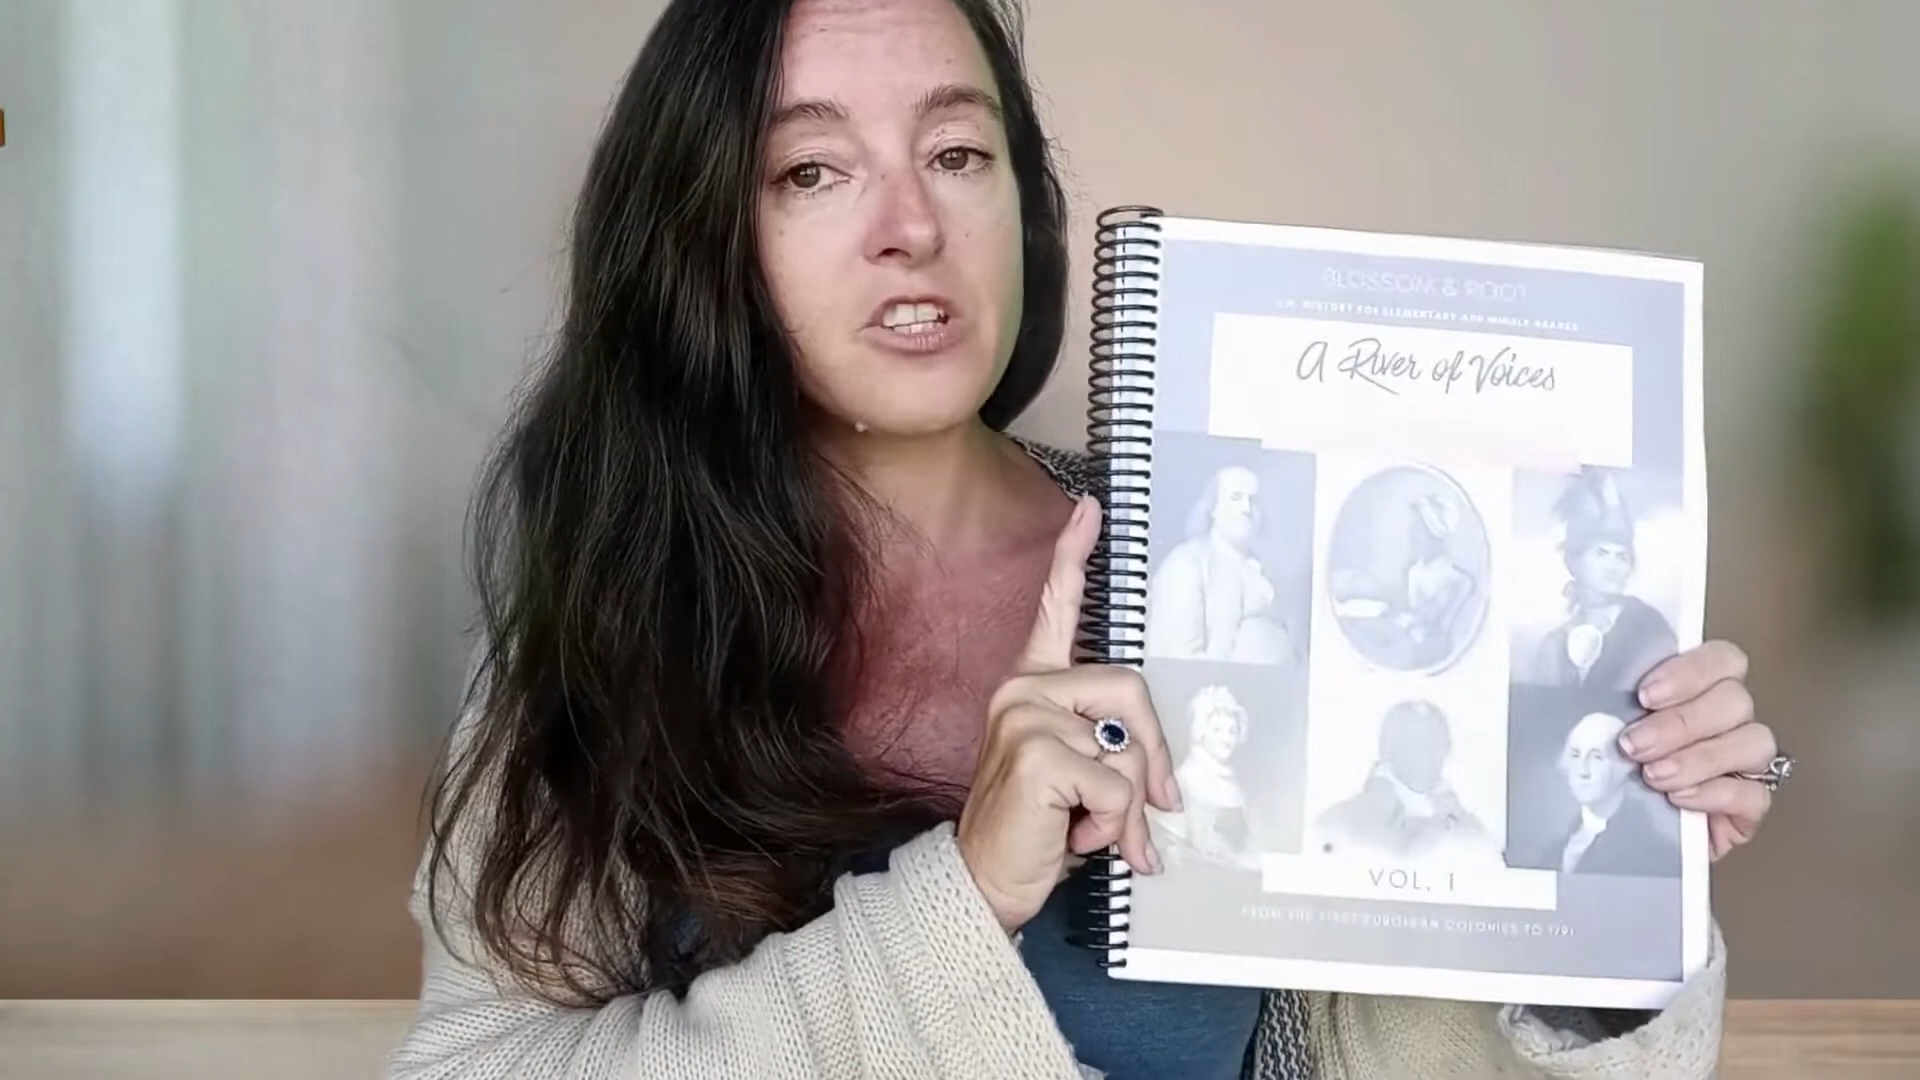 BLOSSOM & ROOT
U.S. HISTORY FOR ELEMENTARY AND MIDDLE GRADES
A River of Voices
VOL. 1
FROM THE FIRST EUROPEAN COLONIES TO 1791